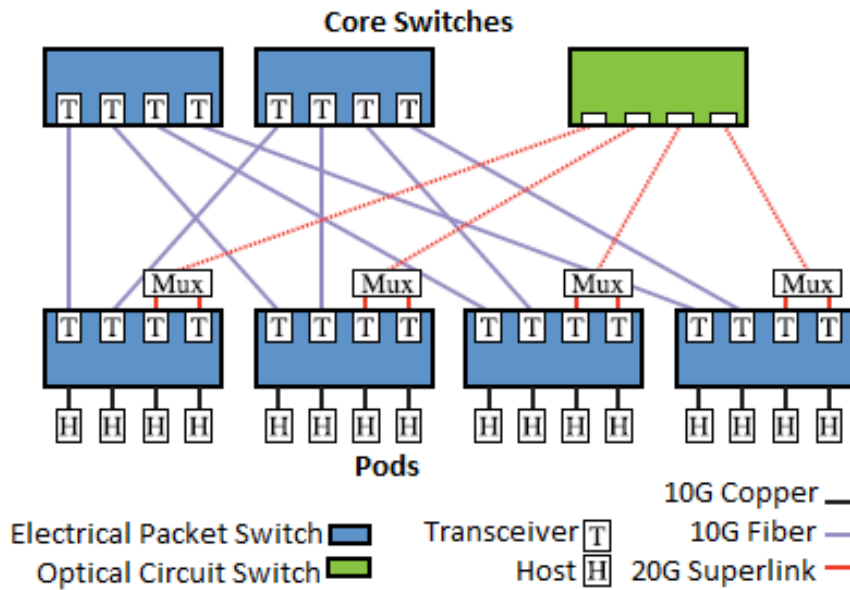 Core Switches
T T T T T T T T
Mux Mux Mux Mux
T T T T T T T T T T T T T T T T
H H H H H H H H H H H H H H H H
Pods
10G Copper
Electrical Packet Switch Transceiver T 10G Fiber
Optical Circuit Switch Host H 20G Superlink